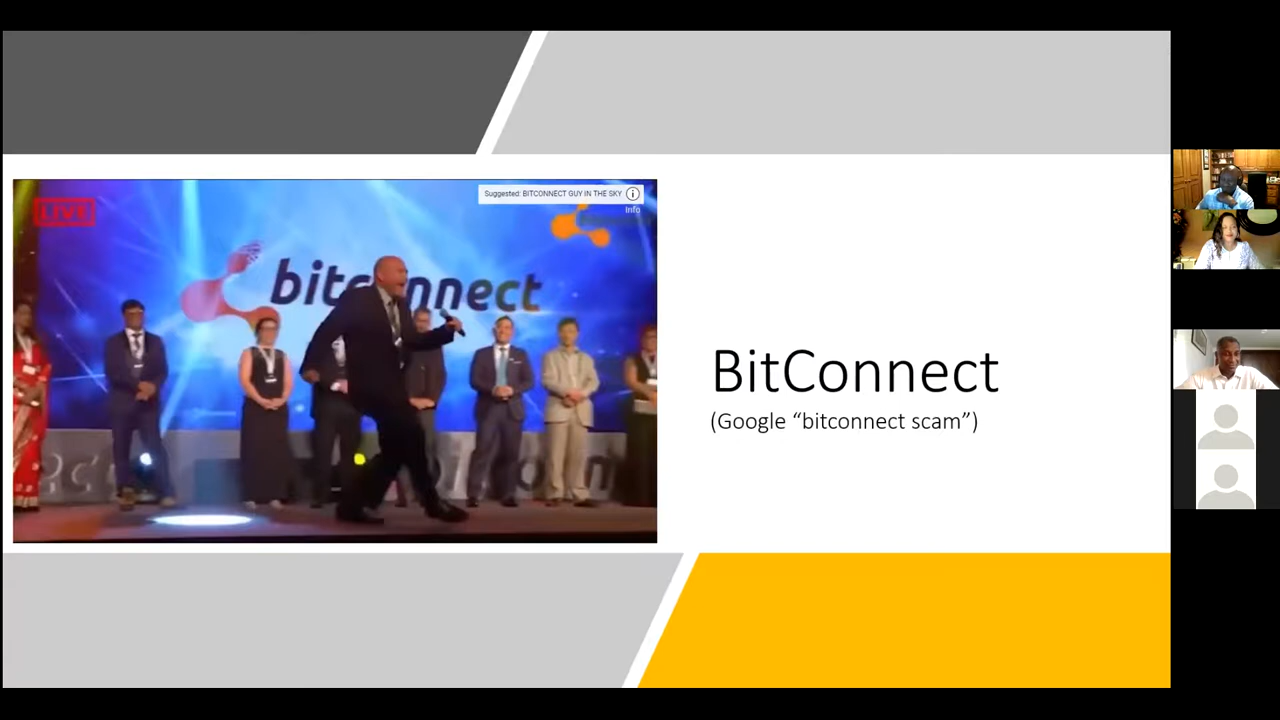 LIVE
Suggested: BITCONNECT GUY IN THE SKY
Info
bitconnect
BitConnect
(Google “bitconnect scam”)